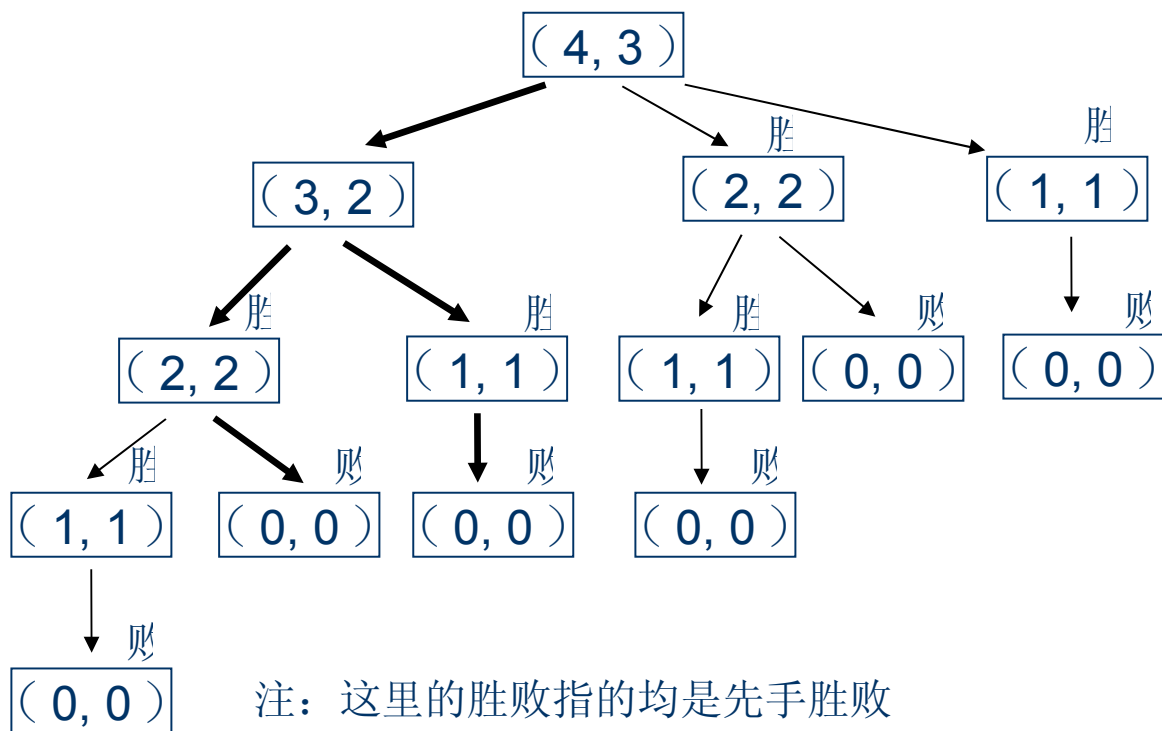 （4, 3）
胜 胜
（3, 2） （2, 2） （1, 1）
胜 胜 胜 败 败
（2, 2） （1, 1） （1, 1） （0, 0） （0, 0）
胜 败 败 败
（1, 1） （0, 0） （0, 0） （0, 0）
败
（0, 0） 注：这里的胜败指的均是先手胜败